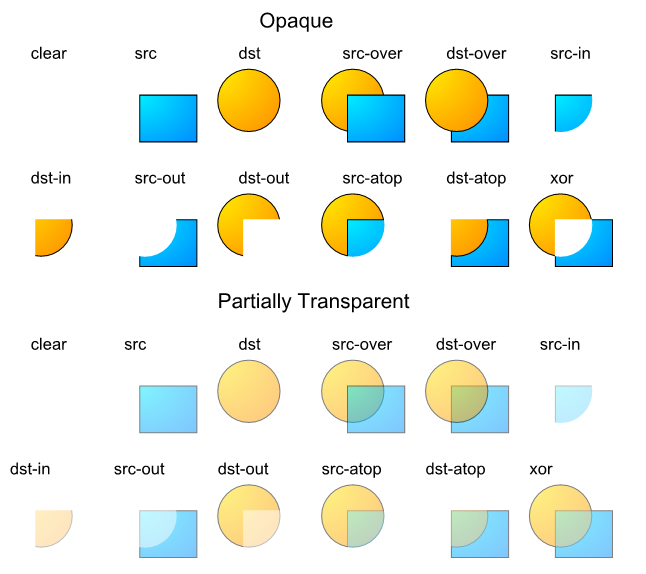 Opaque
clear src dst src-over dst-over src-in
dst-in src-out dst-out src-atop dst-atop xor
Partially Transparent
clear src dst src-over dst-over src-in
dst-in src-out dst-out src-atop dst-atop xor